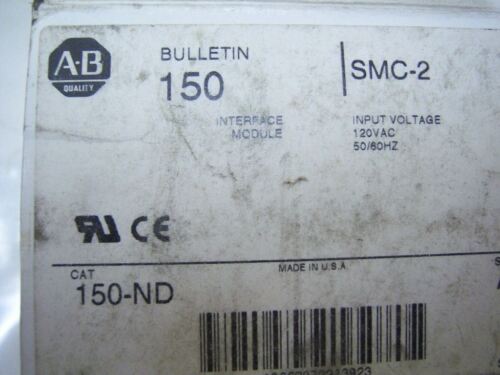 A-B
QUALITY
BULLETIN
150
SMC-2
INTERFACE
MODULE
INPUT VOLTAGE
120VAC
50/60HZ
CE
CAT
MADE IN U.S.A.
150-ND